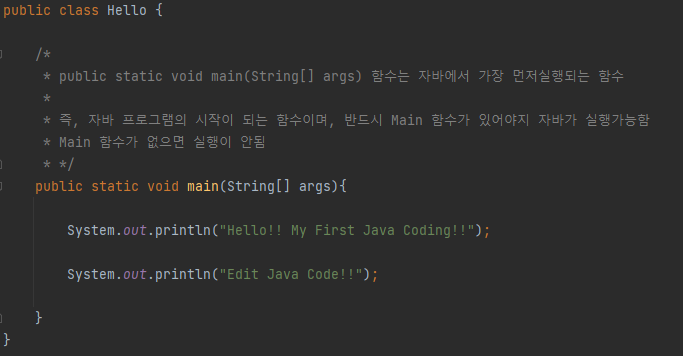 public class Hello {
/*
* public static void main(String[] args) 함수는 자바에서 가장 먼저실행되는 함수
*
* 즉, 자바 프로그램의 시작이 되는 함수이며, 반드시 Main 함수가 있어야지 자바가 실행가능함
* Main 함수가 없으면 실행이 안됨
* */
public static void main(String[] args){
System.out.println("Hello!! My First Java Coding!!");
System.out.println("Edit Java Code!!");
}
}